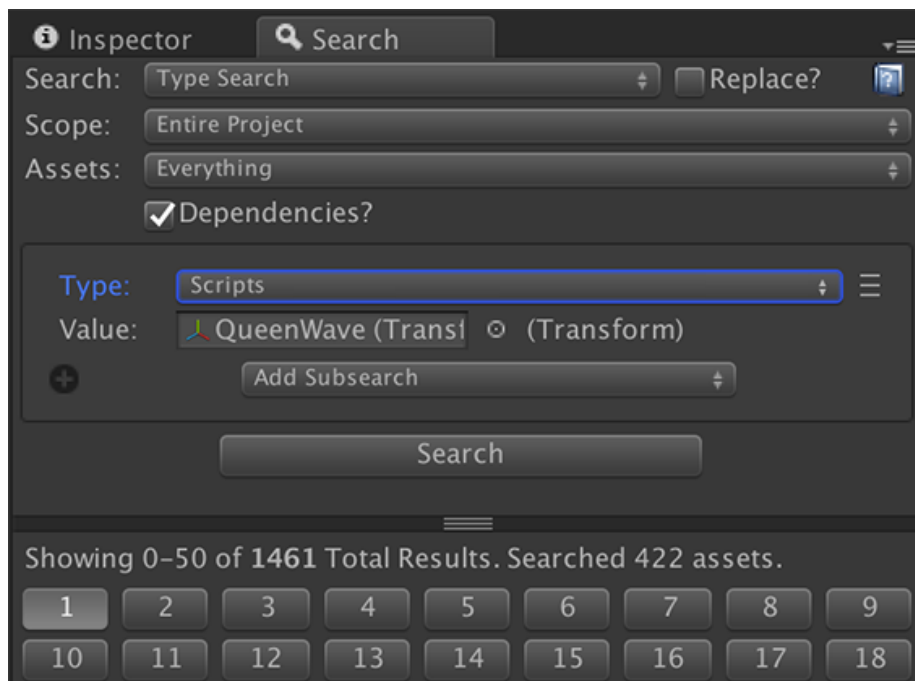 Inspector Search
Search: Type Search Replace?
Scope: Entire Project
Assets: Everything
Dependencies?
Type: Scripts
Value: QueenWave (Transf (Transform)
Add Subsearch
Search
Showing 0-50 of 1461 Total Results. Searched 422 assets.
1 2 3 4 5 6 7 8 9
10 11 12 13 14 15 16 17 18